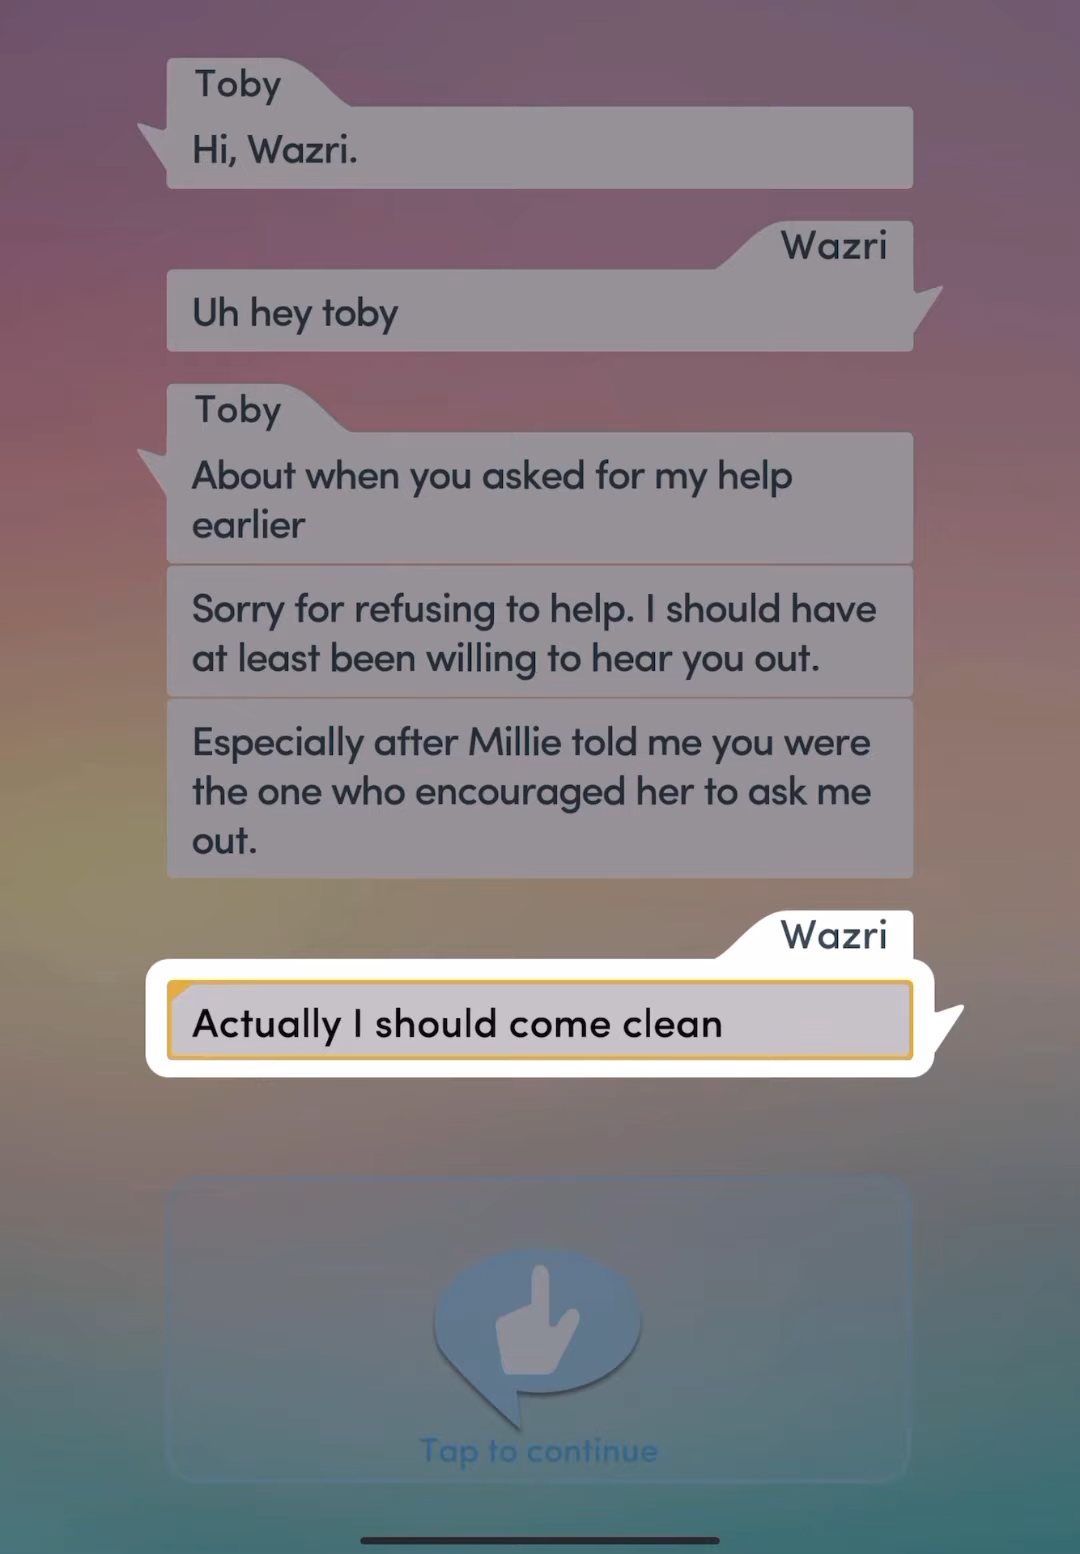 Toby
Hi, Wazri.
Wazri
Uh hey toby
Toby
About when you asked for my help
earlier
Sorry for refusing to help. I should have
at least been willing to hear you out.
Especially after Millie told me you were
the one who encouraged her to ask me
out.
Wazri
Actually I should come clean
Tap to continue